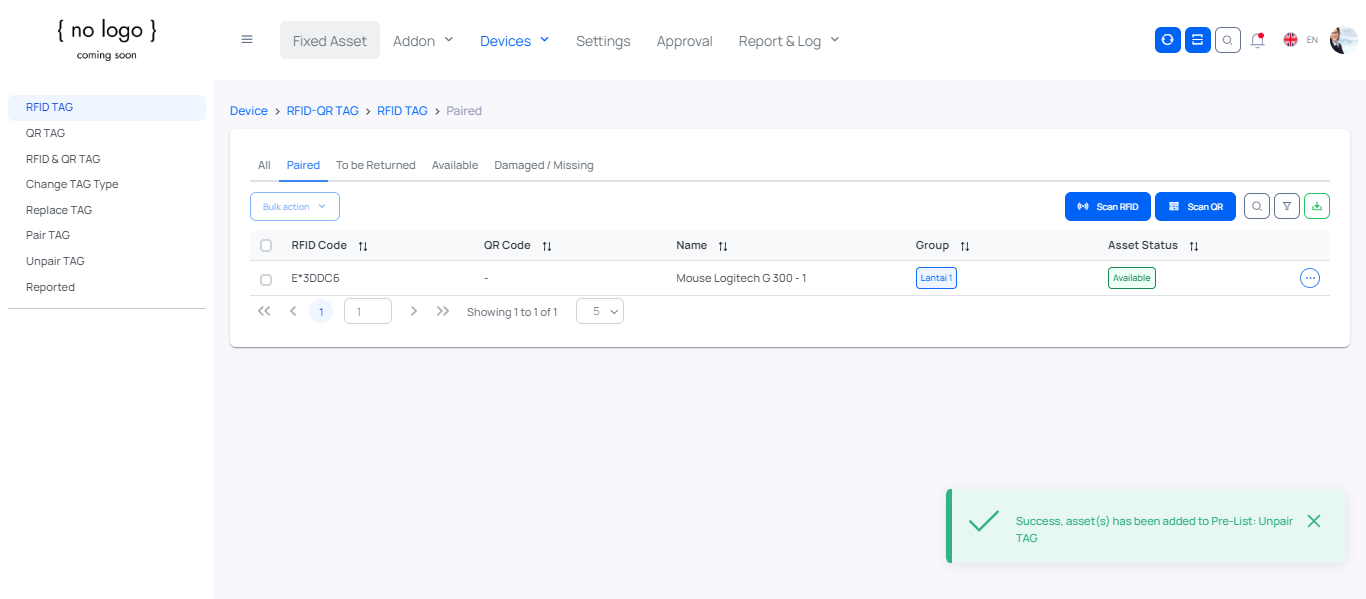 { no logo }
coming soon
Fixed Asset
Addon
Devices
Settings
Approval
Report & Log
EN
RFID TAG
QR TAG
RFID & QR TAG
Change TAG Type
Replace TAG
Pair TAG
Unpair TAG
Reported
Device > RFID-QR TAG > RFID TAG > Paired
All
Paired
To be Returned
Available
Damaged / Missing
Bulk action
Scan RFID
Scan QR
RFID Code
QR Code
Name
Group
Asset Status
E*3DDC6
-
Mouse Logitech G 300 - 1
Lantai 1
Available
1
1
Showing 1 to 1 of 1
5
Success, asset(s) has been added to Pre-List: Unpair
TAG